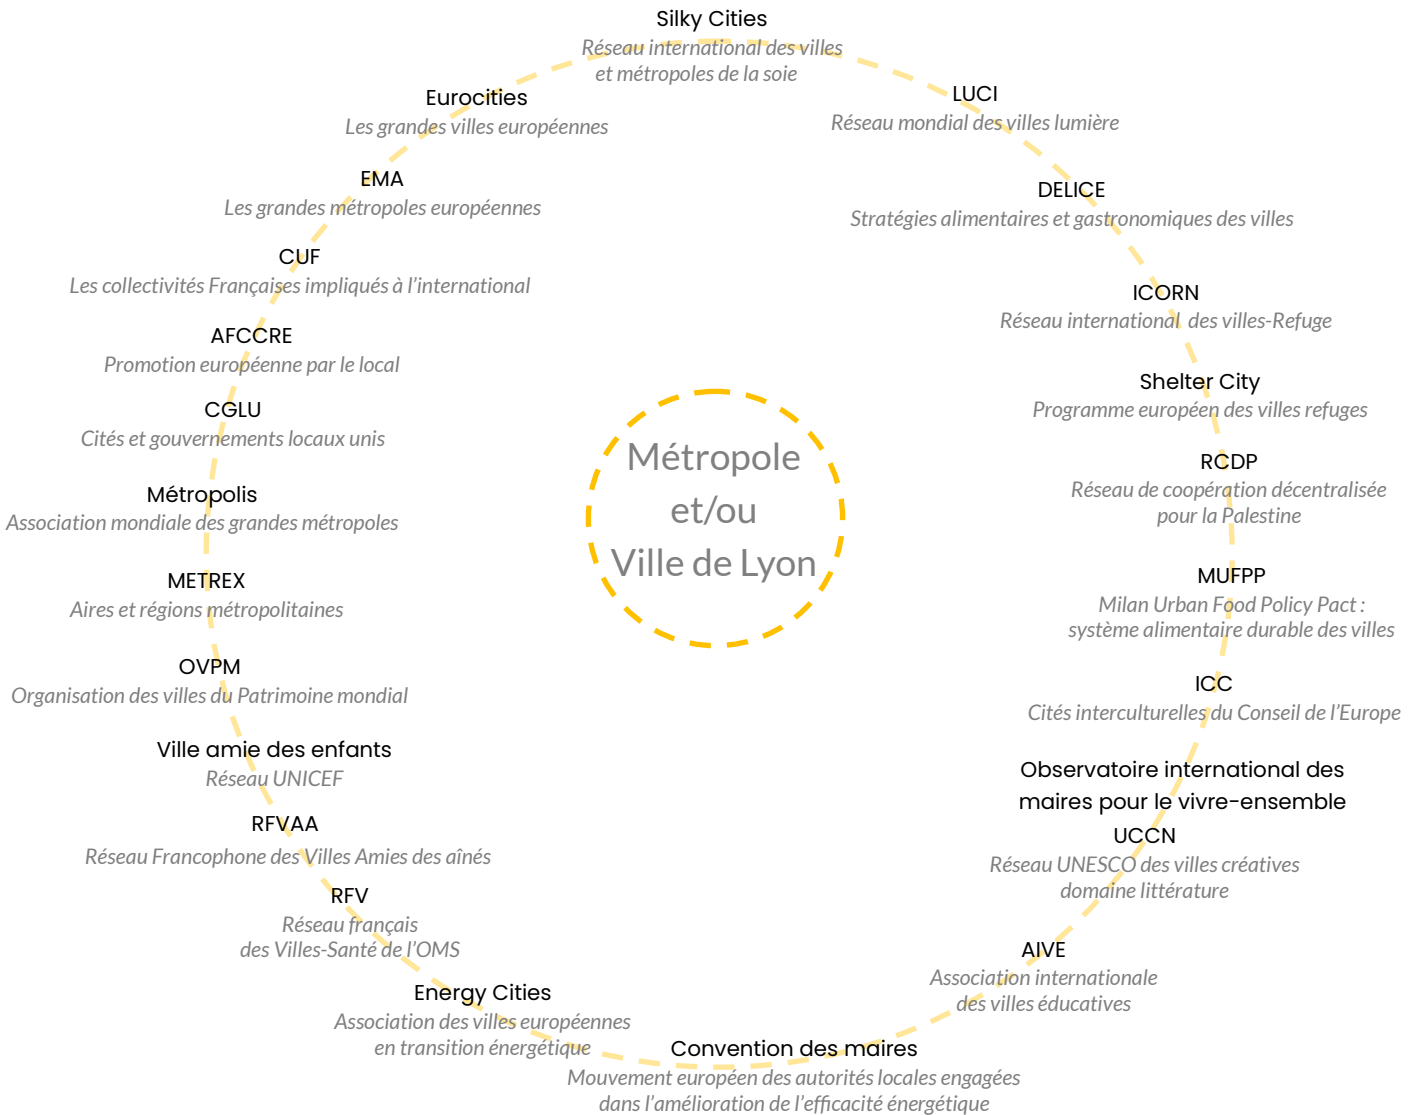 Silky Cities
Réseau international des villes
et métropoles de la soie
LUCI
Réseau mondial des villes lumière
DELICE
Stratégies alimentaires et gastronomiques des villes
ICORN
Réseau international des villes-Refuge
Shelter City
Programme européen des villes refuges
RCDP
Réseau de coopération décentralisée
pour la Palestine
MUFPP
Milan Urban Food Policy Pact :
système alimentaire durable des villes
ICC
Cités interculturelles du Conseil de l’Europe
Observatoire international des
maires pour le vivre-ensemble
UCCN
Réseau UNESCO des villes créatives
domaine littérature
AIVE
Association internationale
des villes éducatives
Convention des maires
Mouvement européen des autorités locales engagées
dans l’amélioration de l’efficacité énergétique
Energy Cities
Association des villes européennes
en transition énergétique
RFV
Réseau français
des Villes-Santé de l’OMS
RFVAA
Réseau Francophone des Villes Amies des aînés
Ville amie des enfants
Réseau UNICEF
OVPM
Organisation des villes du Patrimoine mondial
METREX
Aires et régions métropolitaines
Métropolis
Association mondiale des grandes métropoles
CGLU
Cités et gouvernements locaux unis
AFCCRE
Promotion européenne par le local
CUF
Les collectivités Françaises impliqués à l’international
EMA
Les grandes métropoles européennes
Eurocities
Les grandes villes européennes
Métropole
et/ou
Ville de Lyon